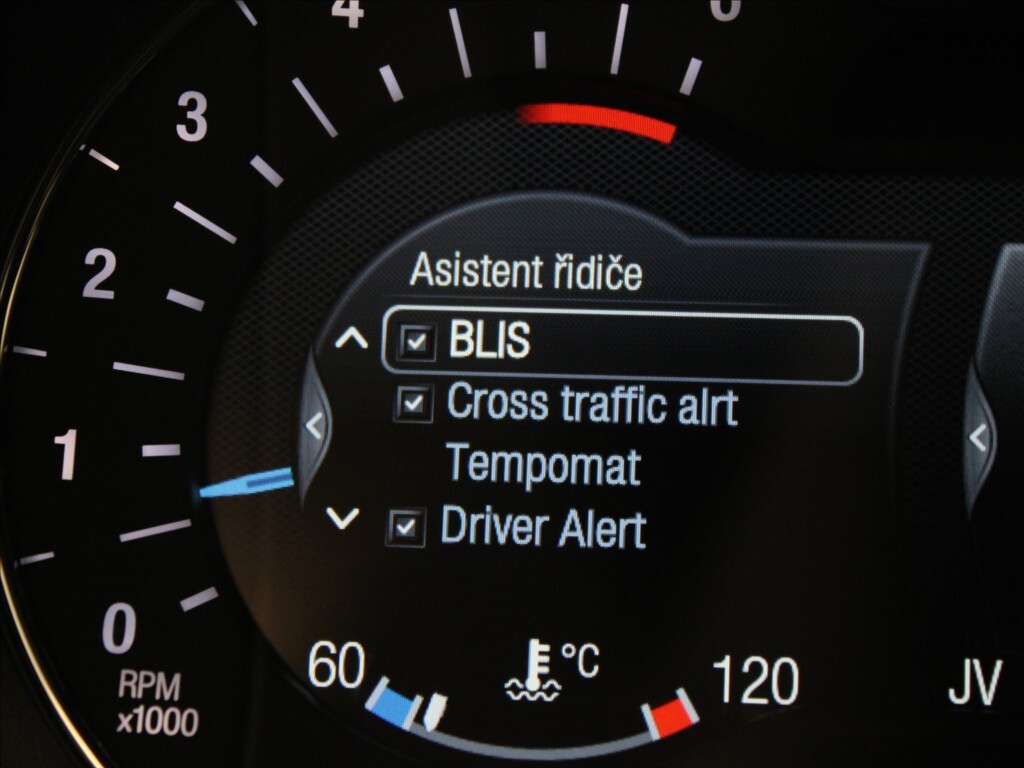 4
6
3
2
1
0
RPM
x1000
Asistent řidiče
BLIS
Cross traffic alrt
Tempomat
Driver Alert
60
°C
120
JV